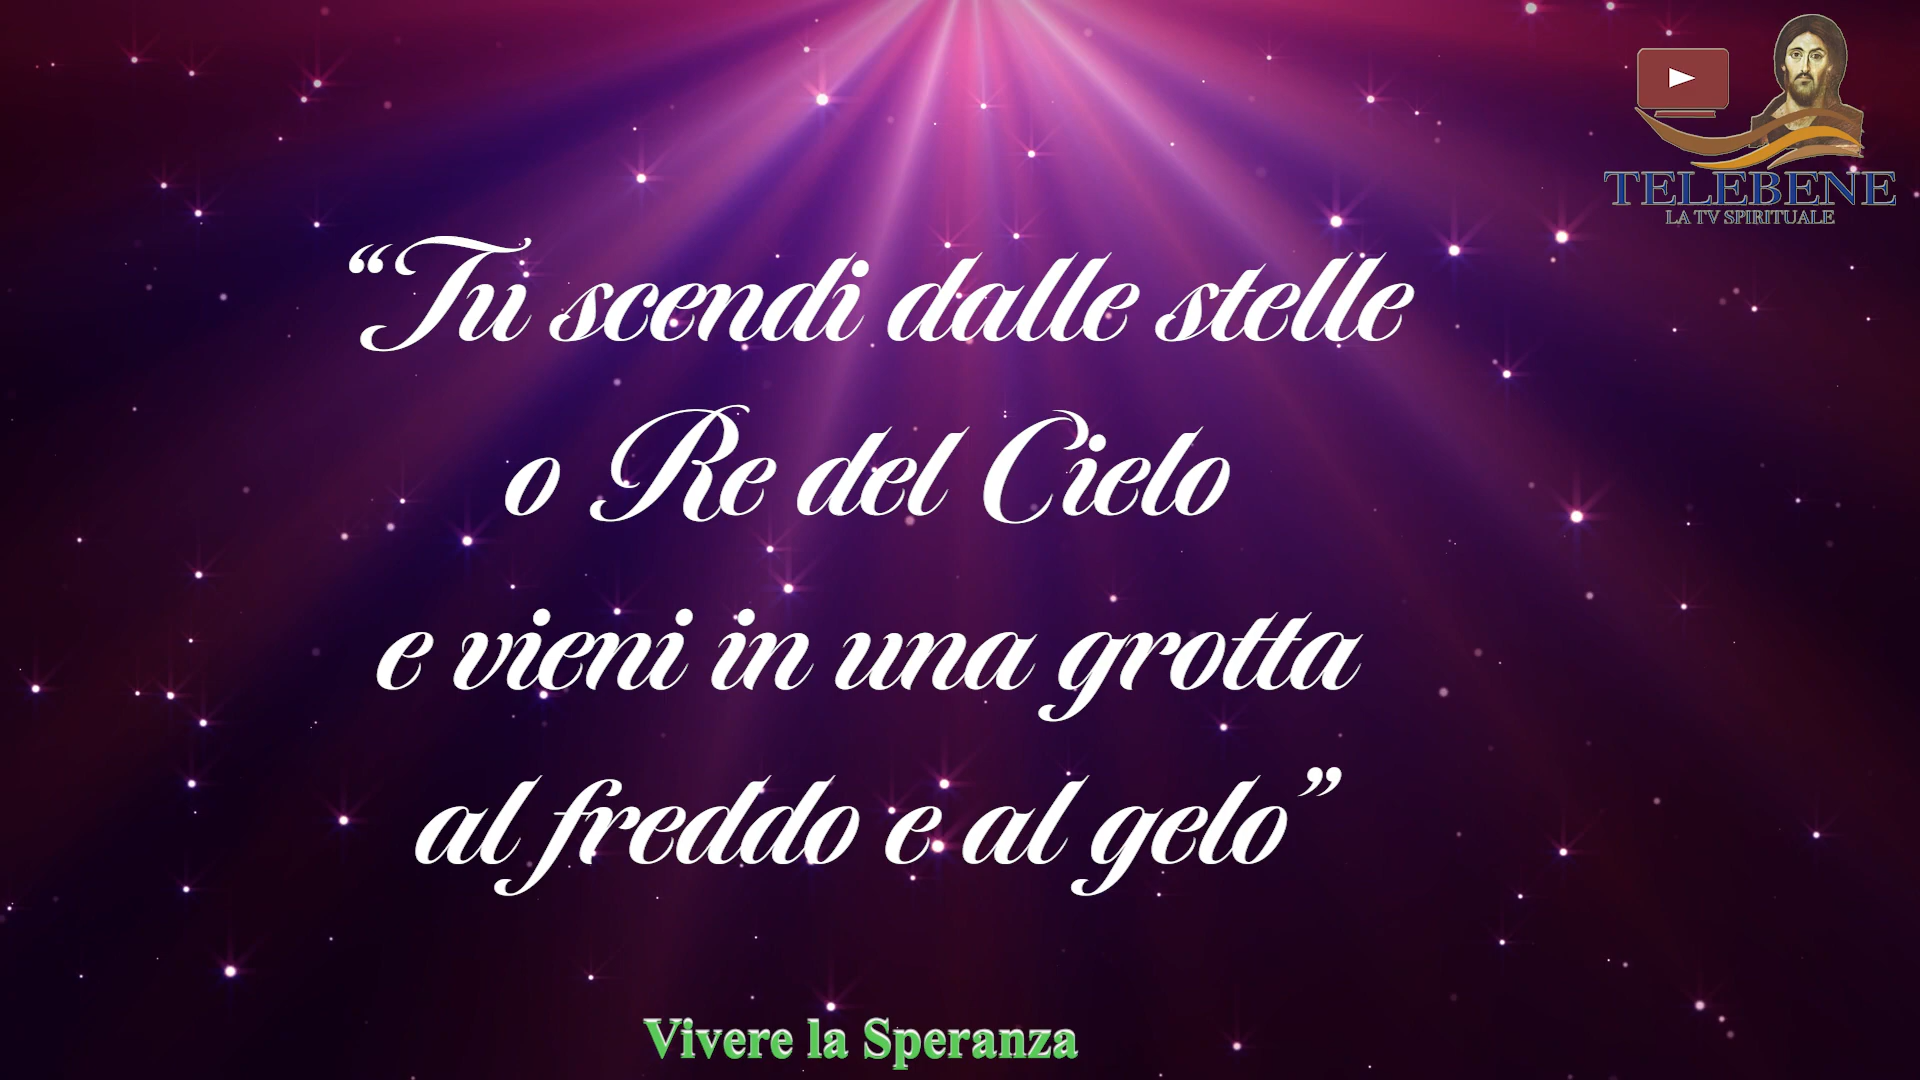 TELEBENE
LA TV SPIRITUALE
“Tu scendi dalle stelle
o Re del Cielo
e vieni in una grotta
al freddo e al gelo”
Vivere la Speranza